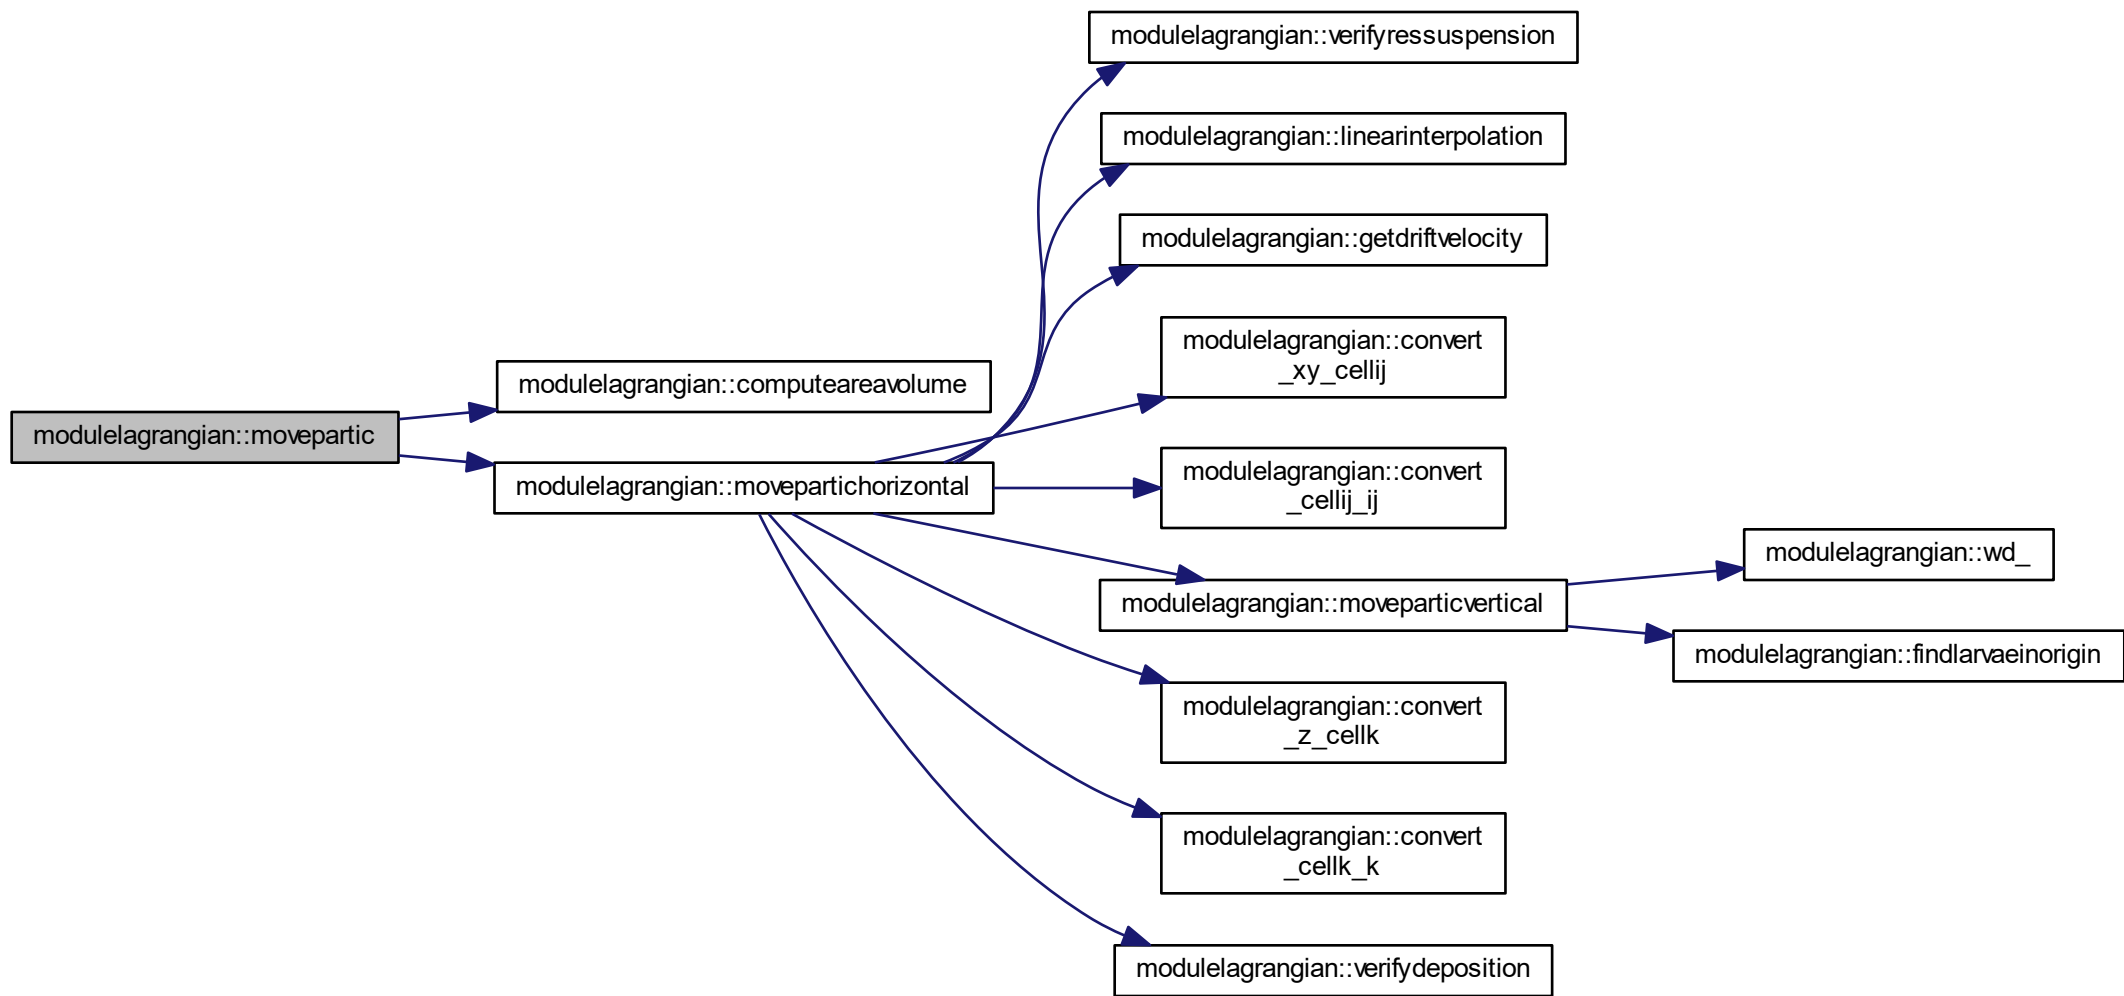 modulelagrangian::verifyressuspension
modulelagrangian::linearinterpolation
modulelagrangian::getdriftvelocity
modulelagrangian::convert
_xy_cellij
modulelagrangian::computeareavolume
modulelagrangian::movepartic
modulelagrangian::movepartichorizontal
modulelagrangian::convert
_cellij_ij
modulelagrangian::wd_
modulelagrangian::moveparticvertical
modulelagrangian::findlarvaeinorigin
modulelagrangian::convert
_z_cellk
modulelagrangian::convert
_cellk_k
modulelagrangian::verifydeposition